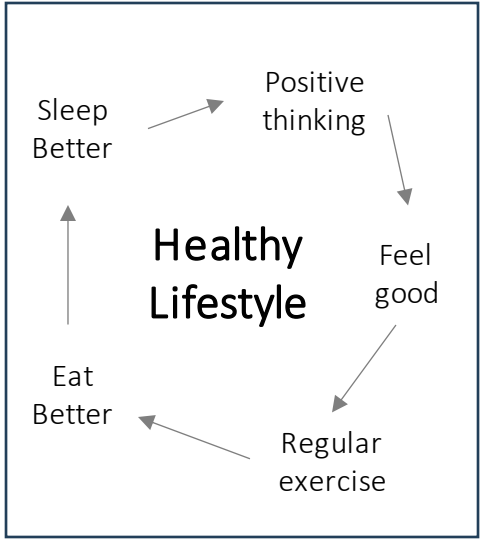 Positive
thinking
Sleep
Better
Healthy
Lifestyle
Feel
good
Eat
Better
Regular
exercise